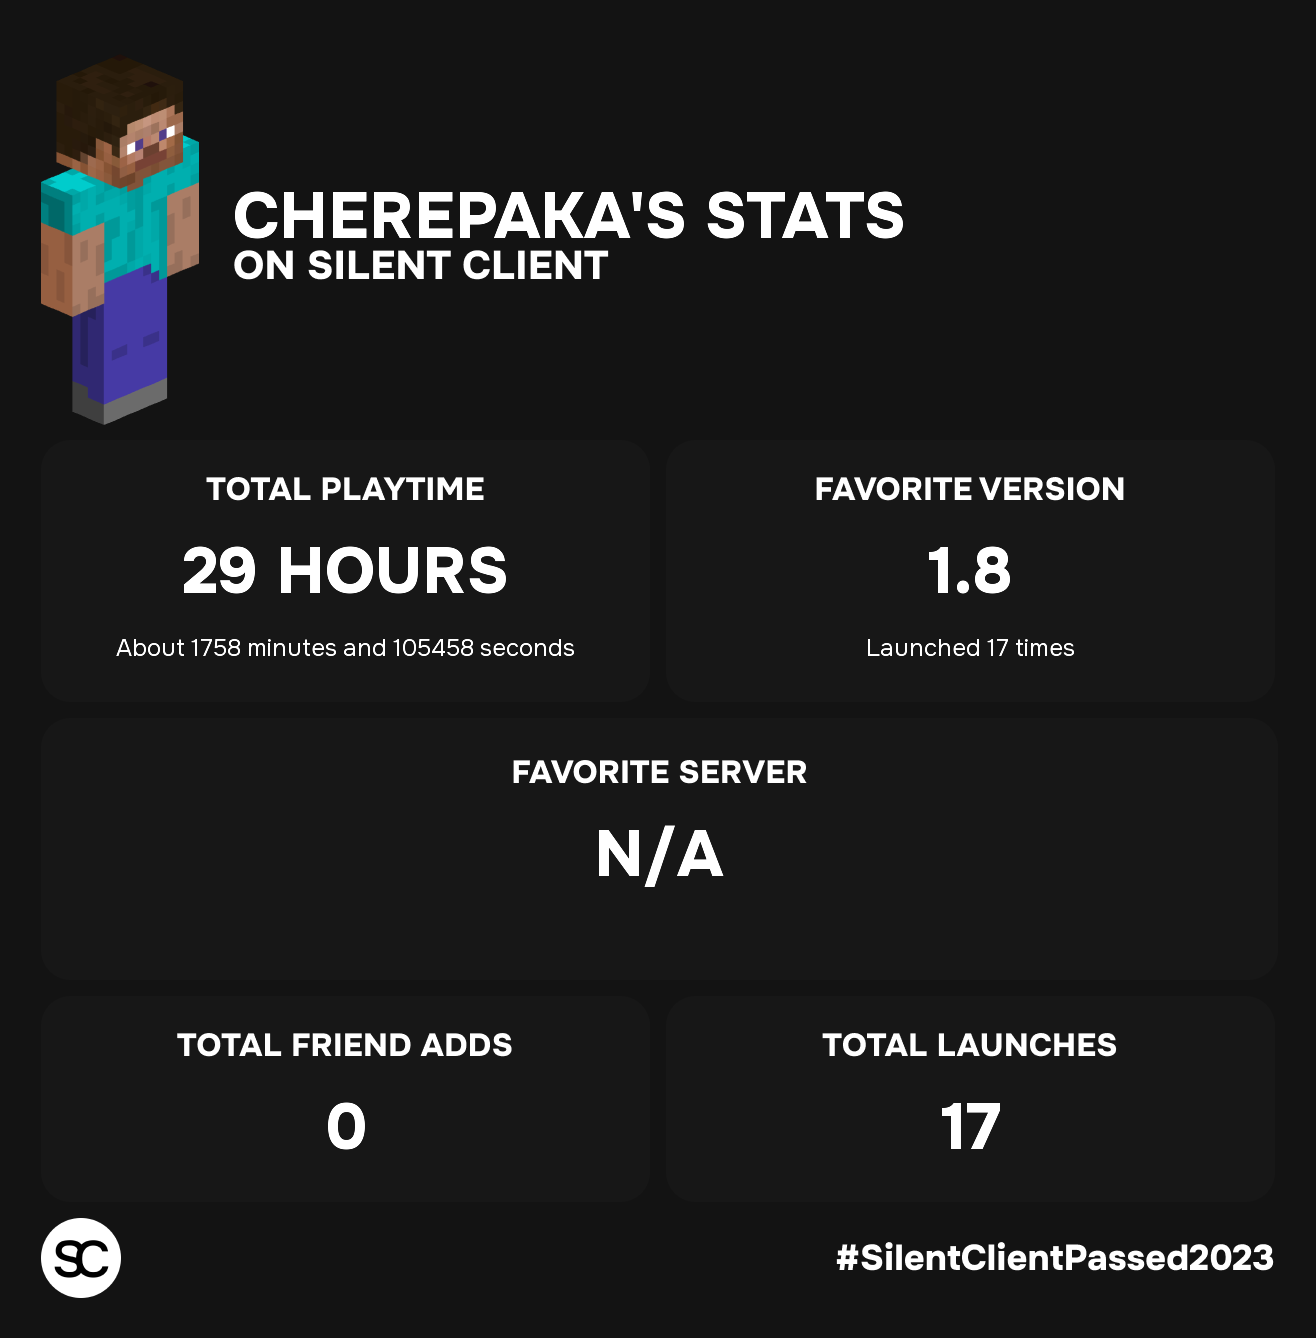 CHEREPAKA'S STATS
ON SILENT CLIENT
TOTAL PLAYTIME
29 HOURS
About 1758 minutes and 105458 seconds
FAVORITE VERSION
1.8
Launched 17 times
FAVORITE SERVER
N/A
TOTAL FRIEND ADDS
0
TOTAL LAUNCHES
17
SC
#SilentClientPassed2023